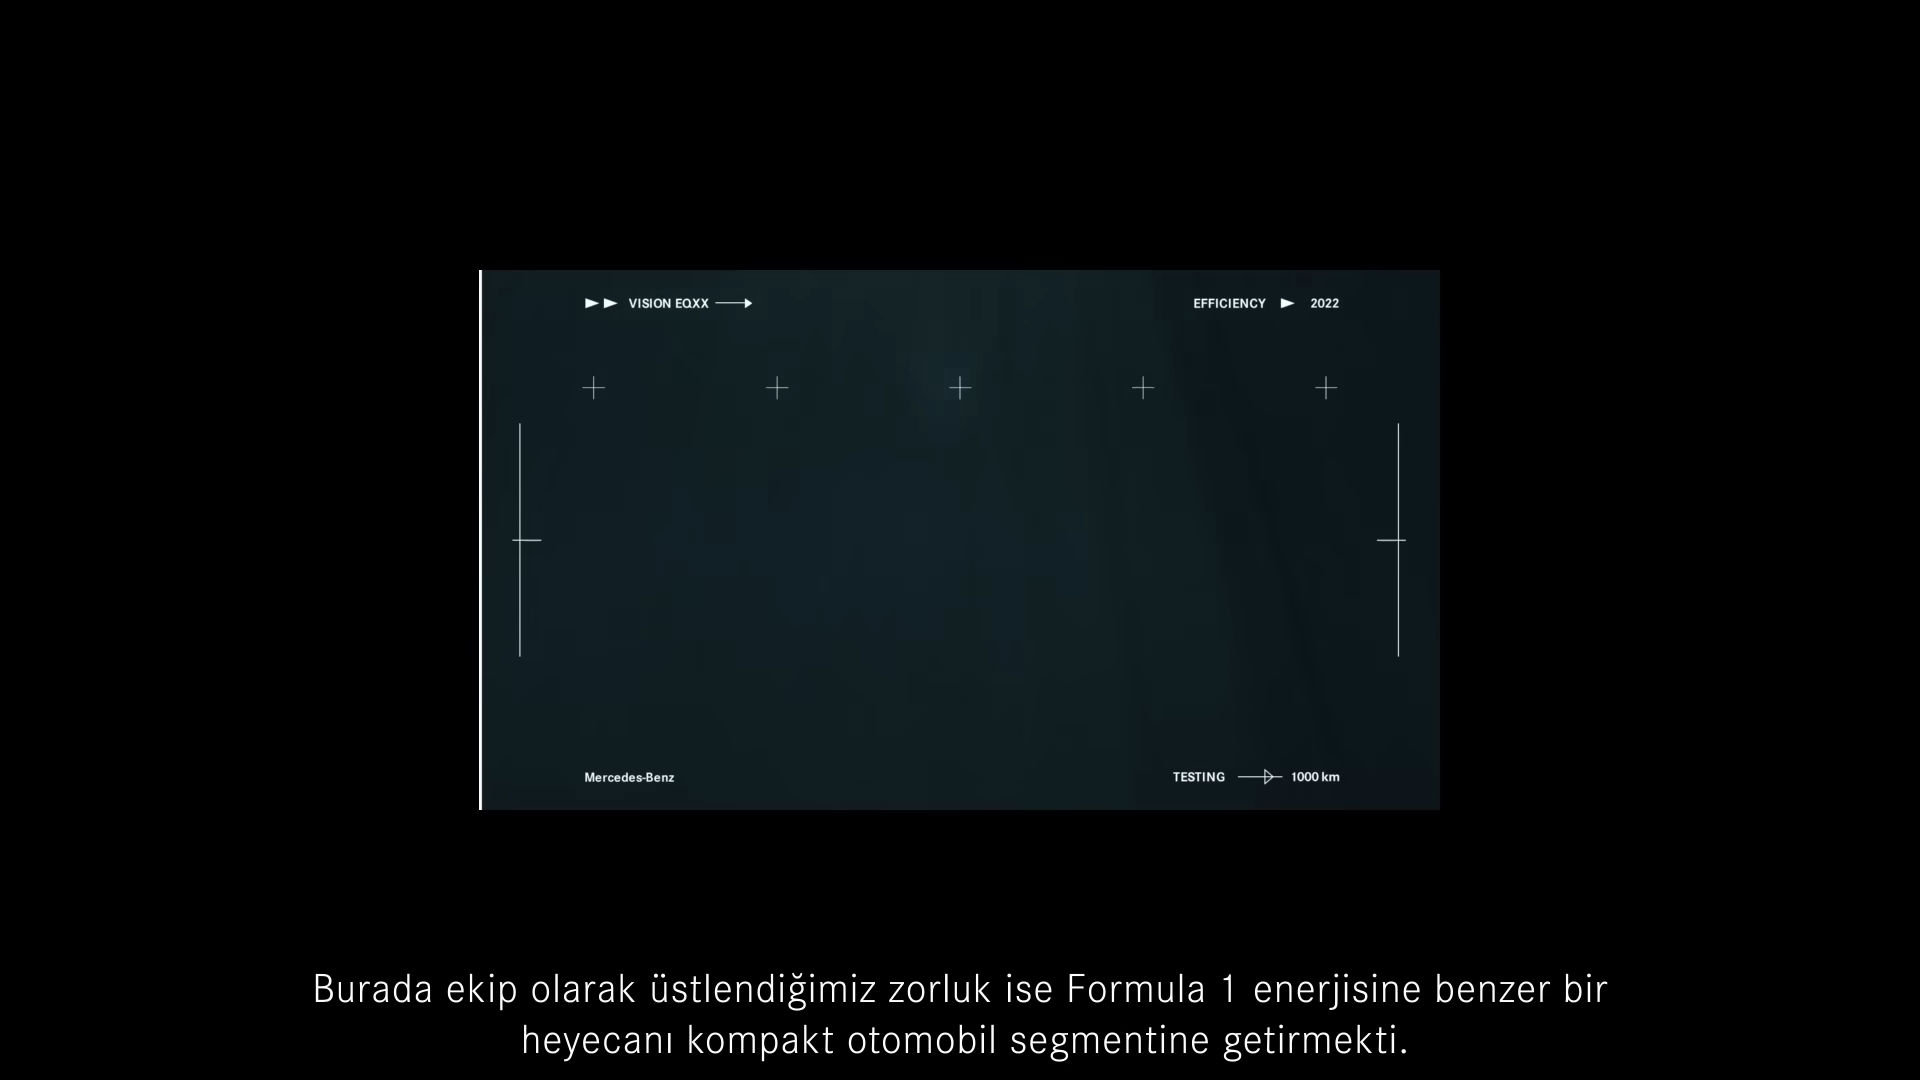 VISION EQXX
EFFICIENCY 2022
Mercedes-Benz
TESTING 1000 km
Burada ekip olarak üstlendiğimiz zorluk ise Formula 1 enerjisine benzer bir
heyecanı kompakt otomobil segmentine getirmekti.